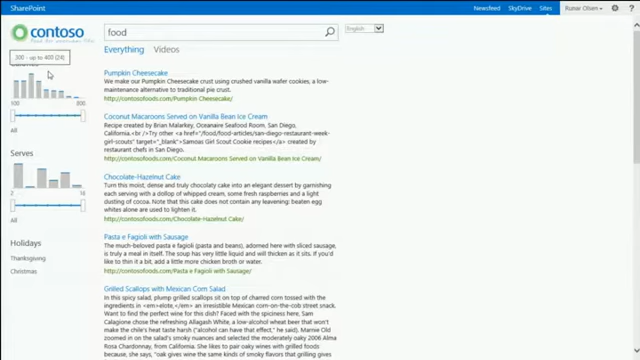 SharePoint
Newsfeed SkyDrive Sites Runar Olsen
contoso
food
English
Everything Videos
300 - up to 400 (24)
100 800
All
Serves
2 16
All
Holidays
Thanksgiving
Christmas
Pumpkin Cheesecake
We make our Pumpkin Cheesecake crust using crushed vanilla wafer cookies, a low-
maintenance alternative to traditional pie crust.
http://contosofoods.com/Pumpkin Cheesecake/
Coconut Macaroons Served on Vanilla Bean Ice Cream
Recipe created by Brian Malarkey, Oceanaire Seafood Room, San Diego,
California.<br />Try other <a href="/food/food-articles/san-diego-restaurant-week-
girl-scouts" target="_blank">Samoas Girl Scout Cookie recipes</a> created by
restaurant chefs in San Diego.
http://contosofoods.com/Coconut Macaroons Served on Vanilla Bean Ice Cream/
Chocolate-Hazelnut Cake
Turn this moist, dense and truly chocolaty cake into an elegant dessert by garnishing
each serving with a dollop of whipped cream, some fresh raspberries and a light
dusting of cocoa. Note that this cake does not contain any leavening; beaten egg
whites alone are used to lighten it.
http://contosofoods.com/Chocolate-Hazelnut Cake/
Pasta e Fagioli with Sausage
The much-beloved pasta e fagioli (pasta and beans), adorned here with sliced sausage,
is truly a meal in itself. The soup has very little liquid and will thicken as it sits. If
you'd like to thin it a bit, add a little more chicken broth or water.
http://contosofoods.com/Pasta e Fagioli with Sausage/
Grilled Scallops with Mexican Corn Salad
In this spicy salad, plump grilled scallops sit on top of charred corn tossed with the
ingredients in <em>elote,</em> an irresistible Mexican corn-on-the-cob street snack.
Want to find the perfect wine for this dish? Faced with the spiciness here, Sam
Calagione chose the refreshing Allagash White, a low-alcohol wheat beer that won't
make the chile's heat taste harsh ("alcohol can have that effect," he said). Marnie Old
zoomed in on the salad's smoky nuances and selected the moderately oaky 2006 Alma
Rosa Chardonnay, from California. She likes to pair smoky foods with oaky wines
because, she says, "oak gives wine the same kinds of smoky flavors that grilling